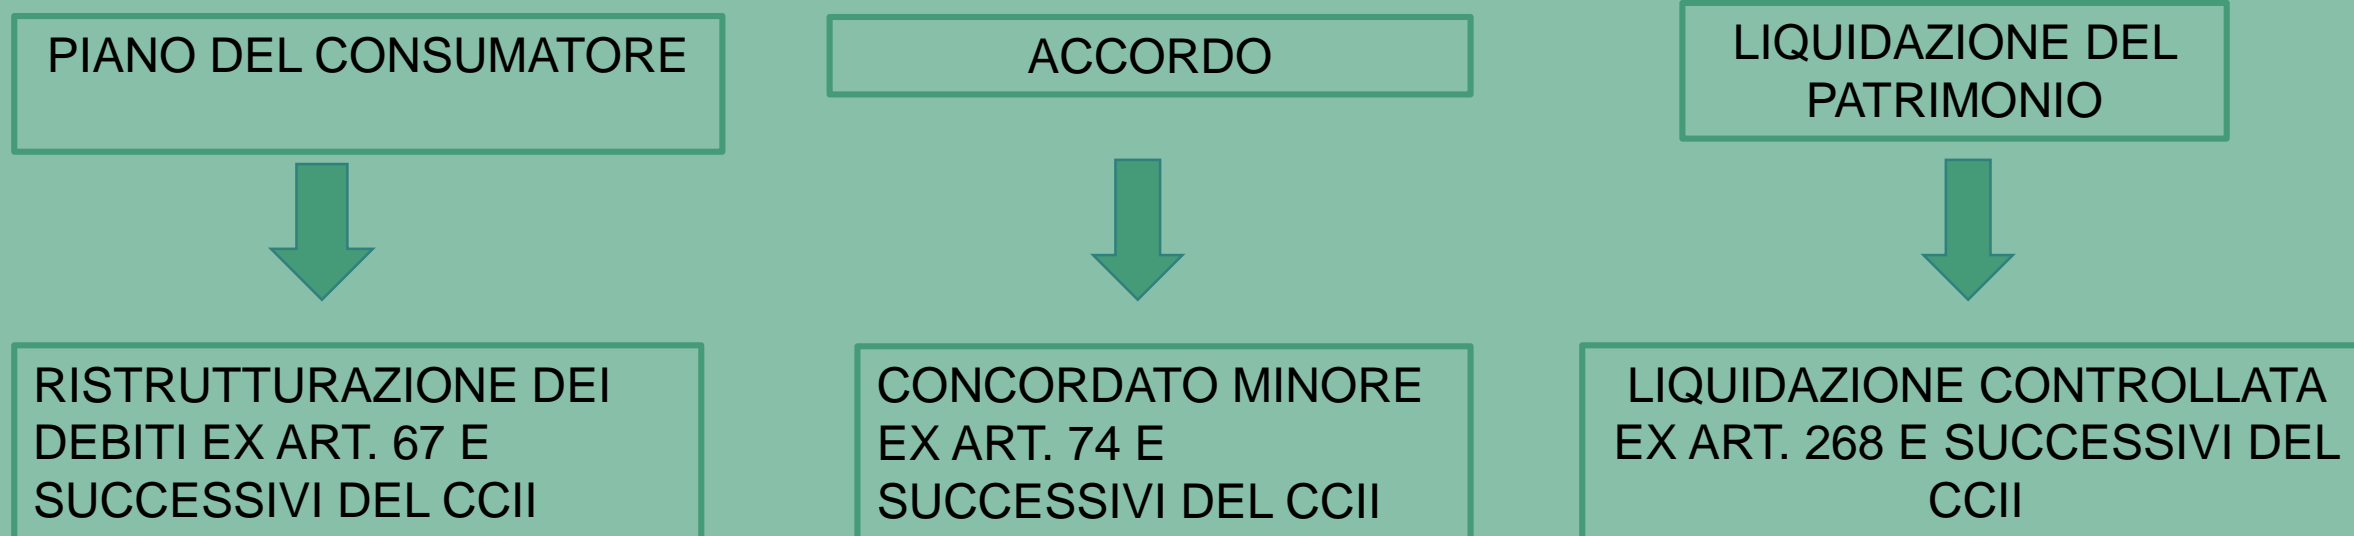 PIANO DEL CONSUMATORE
ACCORDO
LIQUIDAZIONE DEL
PATRIMONIO
RISTRUTTURAZIONE DEI
DEBITI EX ART. 67 E
SUCCESSIVI DEL CCII
CONCORDATO MINORE
EX ART. 74 E
SUCCESSIVI DEL CCII
LIQUIDAZIONE CONTROLLATA
EX ART. 268 E SUCCESSIVI DEL
CCII